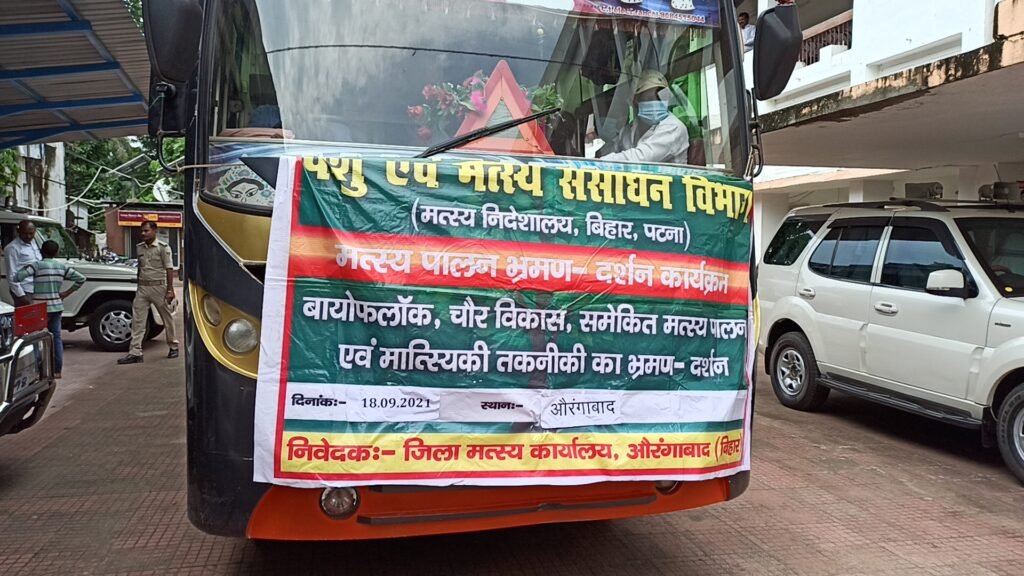 पशु एवं मत्स्य संसाधन विभाग
(मत्स्य निदेशालय, बिहार, पटना)
मत्स्य पालन भ्रमण- दर्शन कार्यक्रम
बायोफ्लॉक, चौर विकास, समेकित मत्स्य पालन
एवं मात्स्यिकी तकनीकी का भ्रमण- दर्शन
दिनांकः- 18.09.2021 स्थानः- औरंगाबाद
निवेदकः- जिला मत्स्य कार्यालय, औरंगाबाद (बिहार